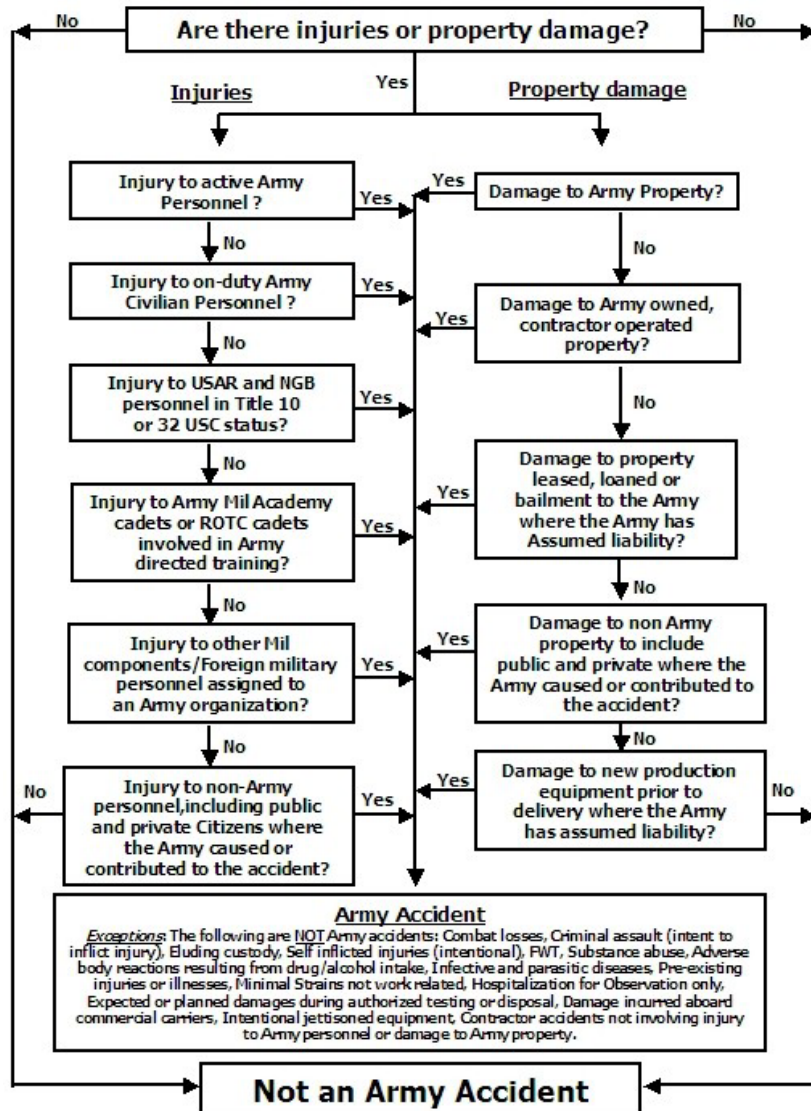 No
Are there injuries or property damage?
No
Yes
Injuries
Property damage
Injury to active Army
Personnel ?
Yes
Yes
Damage to Army Property?
No
No
Injury to on-duty Army
Civilian Personnel ?
Yes
Yes
Damage to Army owned,
contractor operated
property?
No
No
Injury to USAR and NGB
personnel in Title 10
or 32 USC status?
Yes
Damage to property
leased, loaned or
bailment to the Army
where the Army has
Assumed liability?
Yes
No
Injury to Army Mil Academy
cadets or ROTC cadets
involved in Army
directed training?
Yes
No
No
Injury to other Mil
components/Foreign military
personnel assigned to
an Army organization?
Yes
Yes
Damage to non Army
property to include
public and private where the
Army caused or contributed to
the accident?
No
No
No
Injury to non-Army
personnel,including public
and private Citizens where
the Army caused or
contributed to the accident?
Yes
Yes
Damage to new production
equipment prior to
delivery where the Army
has assumed liability?
No
Army Accident
Exceptions: The following are NOT Army accidents: Combat losses, Criminal assault (intent to
inflict injury), Eluding custody, Self inflicted injuries (intentional), FWT, Substance abuse, Adverse
body reactions resulting from drug/alcohol intake, Infective and parasitic diseases, Pre-existing
injuries or illnesses, Minimal Strains not work related, Hospitalization for Observation only,
Expected or planned damages during authorized testing or disposal, Damage incurred aboard
commercial carriers, Intentional jettisoned equipment, Contractor accidents not involving injury
to Army personnel or damage to Army property.
Not an Army Accident